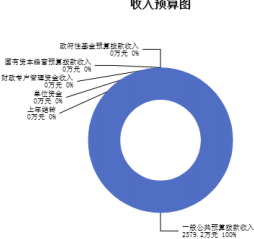 收入预算图
政府性基金预算拨款收入
0万元 0%
国有资本经营预算拨款收入
0万元 0%
财政专户管理资金收入
0万元 0%
单位资金
0万元 0%
上年结转
0万元 0%
一般公共预算拨款收入
2379.2万元 100%